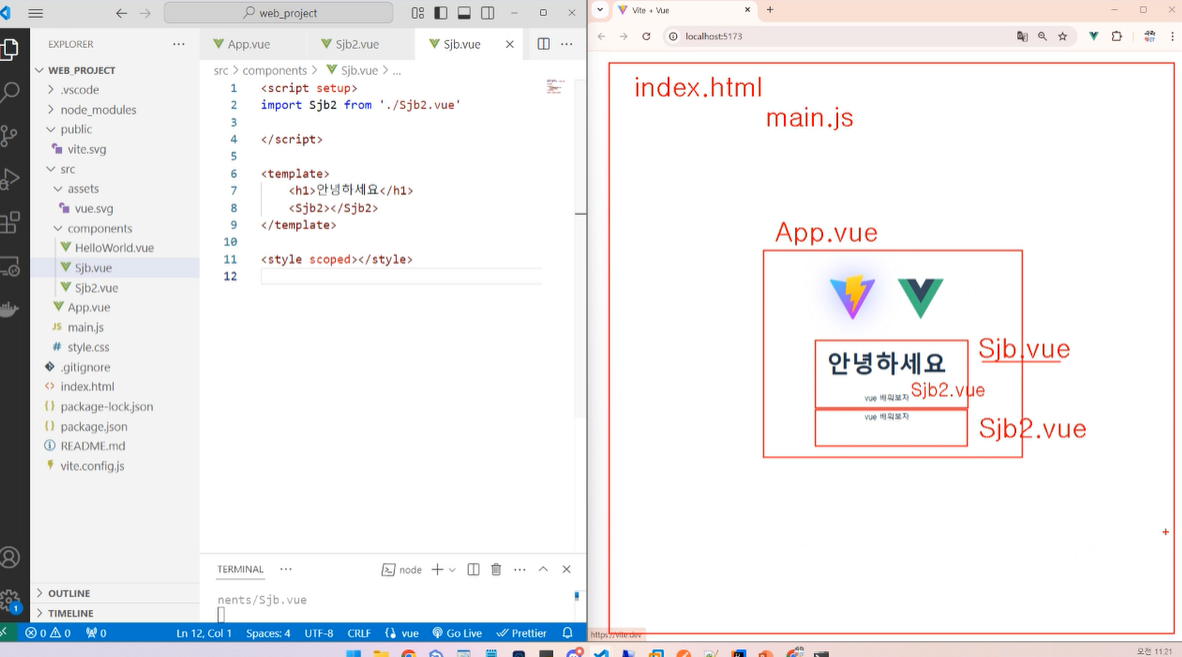 web_project
EXPLORER
WEB_PROJECT
.vscode
node_modules
public
vite.svg
src
assets
vue.svg
components
HelloWorld.vue
Sjb.vue
Sjb2.vue
App.vue
JS main.js
# style.css
.gitignore
<> index.html
{} package-lock.json
{} package.json
README.md
vite.config.js
OUTLINE
TIMELINE
App.vue
Sjb2.vue
Sjb.vue
src > components > Sjb.vue > ...
1 <script setup>
2 import Sjb2 from './Sjb2.vue'
3
4 </script>
5
6 <template>
7 <h1>안녕하세요</h1>
8 <Sjb2></Sjb2>
9 </template>
10
11 <style scoped></style>
12
TERMINAL
node
nents/Sjb.vue
1
0 0 0
Ln 12, Col 1 Spaces: 4 UTF-8 CRLF {} vue Go Live Prettier
Vite + Vue
localhost:5173
index.html
main.js
App.vue
Sjb.vue
안녕하세요
Sjb2.vue
vue 배워보자
vue 배워보자
Sjb2.vue
https://vite.dev
오전 11:21